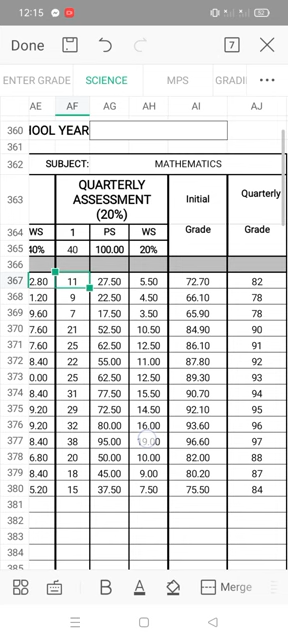 12:15
Done 7
ENTER GRADE SCIENCE MPS GRADI
AE AF AG AH AI AJ
360 IOOL YEAR
361
362 SUBJECT: MATHEMATICS
363 QUARTERLY ASSESSMENT (20%) Initial Quarterly
364 WS 1 PS WS Grade Grade
365 40% 40 100.00 20%
366
367 2.80 11 27.50 5.50 72.70 82
368 1.20 9 22.50 4.50 66.10 78
369 9.60 7 17.50 3.50 65.90 78
370 7.60 21 52.50 10.50 84.90 90
371 7.60 25 62.50 12.50 86.10 91
372 8.40 22 55.00 11.00 87.80 92
373 0.00 25 62.50 12.50 89.30 93
374 8.40 31 77.50 15.50 90.70 94
375 9.20 29 72.50 14.50 92.10 95
376 9.20 32 80.00 16.00 93.60 96
377 8.40 38 95.00 19.00 96.60 97
378 6.80 20 50.00 10.00 82.00 88
379 8.40 18 45.00 9.00 80.20 87
380 5.20 15 37.50 7.50 75.50 84
381
382
383
384
385
B A Merge